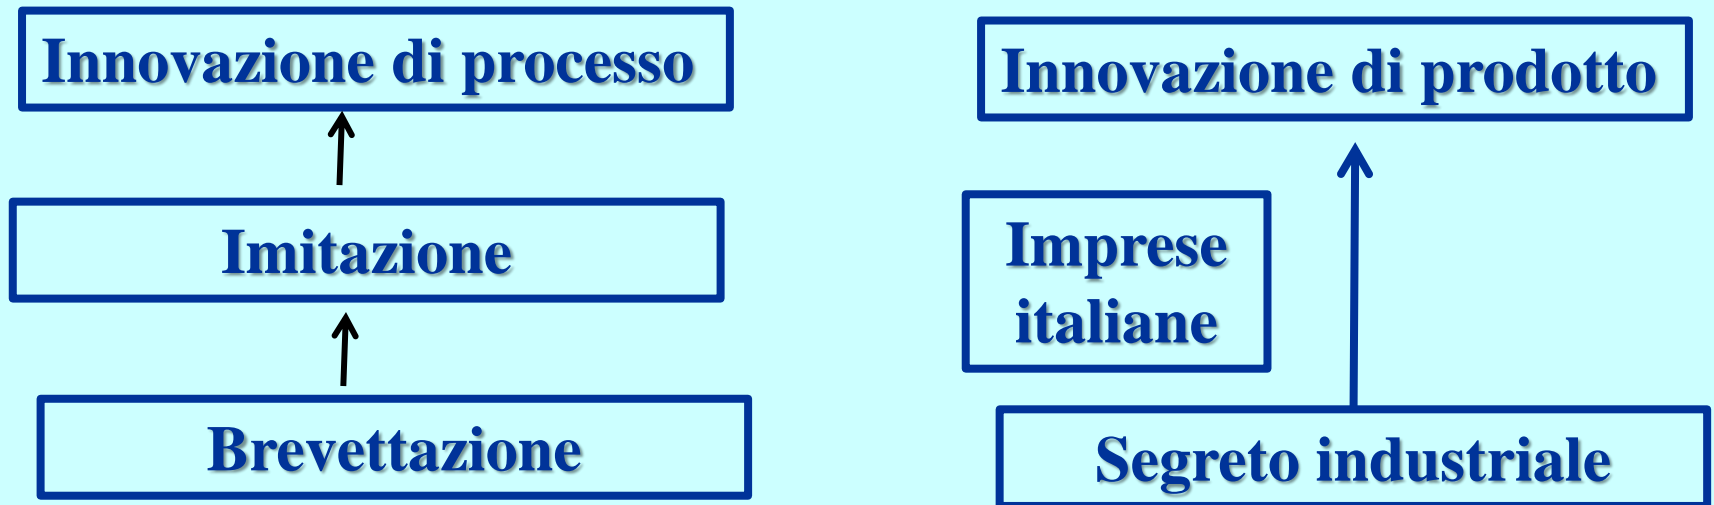 Innovazione di processo
Imitazione
Brevettazione
Innovazione di prodotto
Imprese
italiane
Segreto industriale